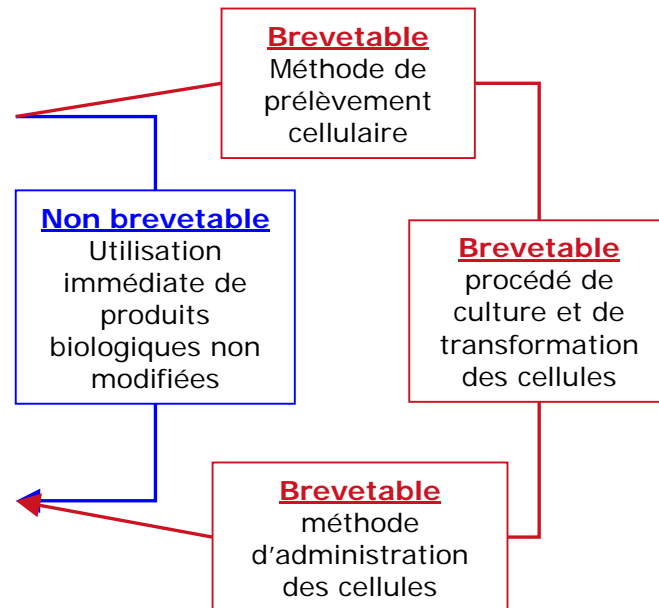 Brevetable
Méthode de
prélèvement
cellulaire
Non brevetable
Utilisation
immédiate de
produits
biologiques non
modifiées
Brevetable
procédé de
culture et de
transformation
des cellules
Brevetable
méthode
d'administration
des cellules